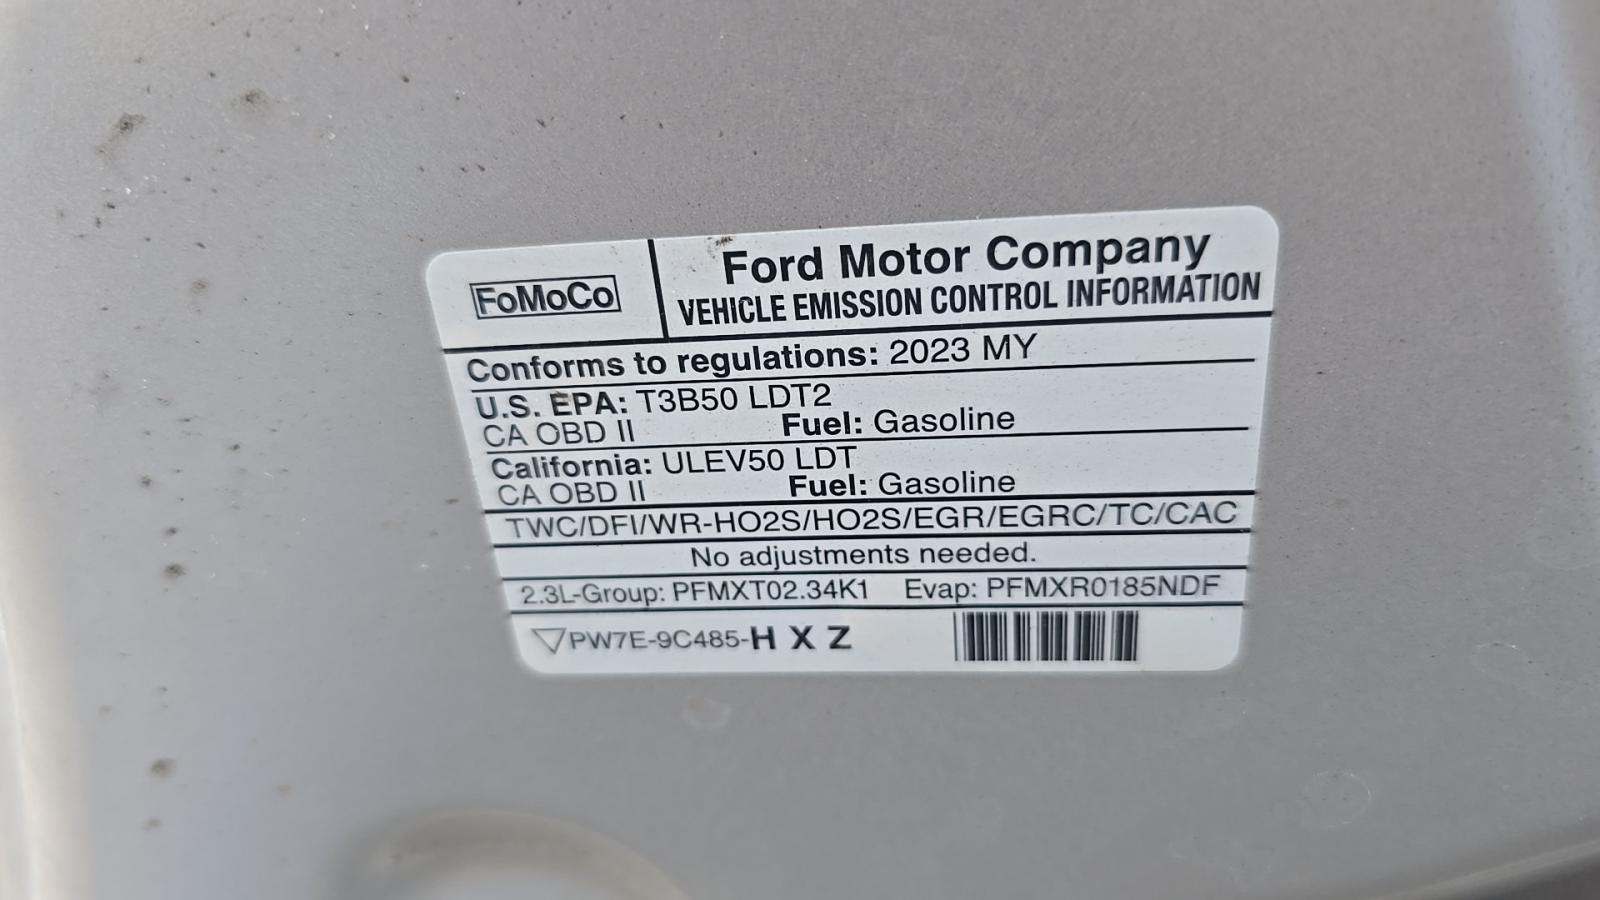 FoMoCo
Ford Motor Company
VEHICLE EMISSION CONTROL INFORMATION
Conforms to regulations: 2023 MY
U.S. EPA: T3B50 LDT2
CA OBD II Fuel: Gasoline
California: ULEV50 LDT
CA OBD II Fuel: Gasoline
TWC/DFI/WR-HO2S/HO2S/EGR/EGRC/TC/CAC
No adjustments needed.
2.3L-Group: PFMXT02.34K1 Evap: PFMXR0185NDF
PW7E-9C485-H X Z